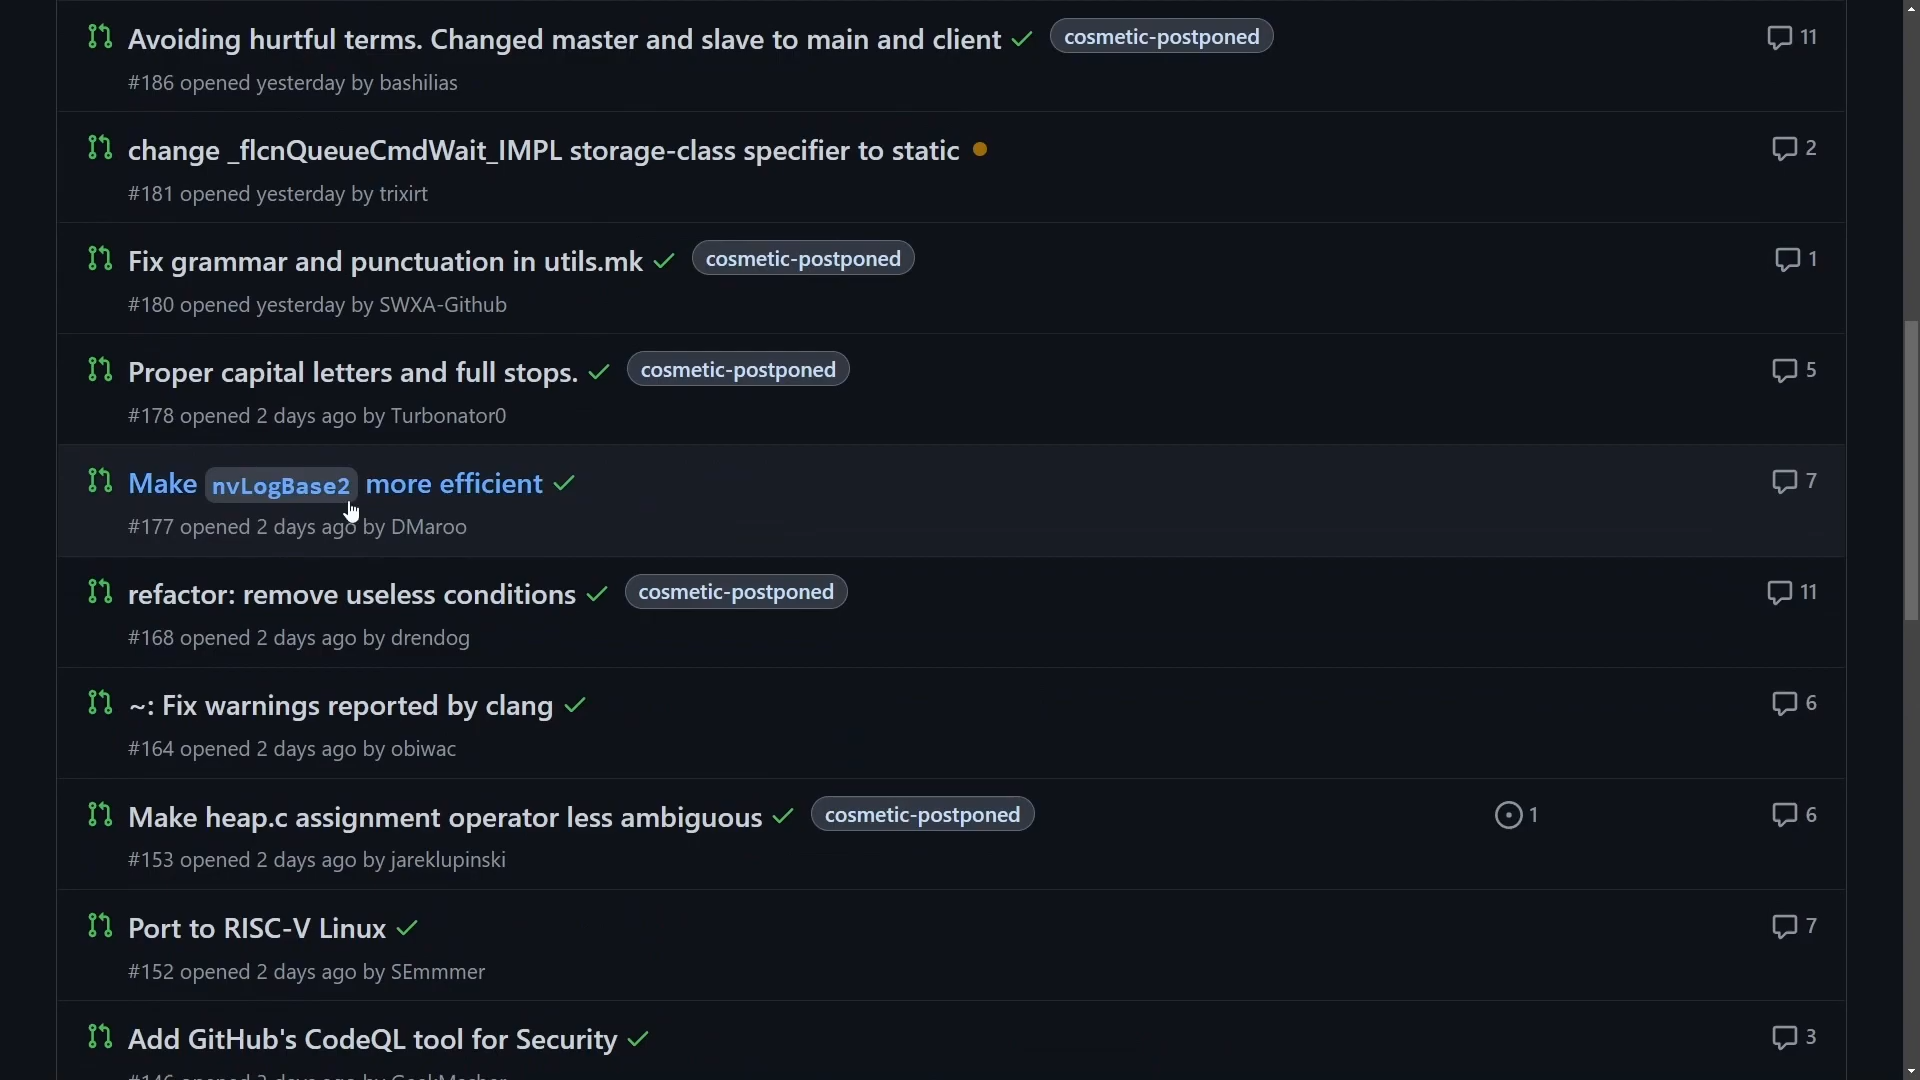 Avoiding hurtful terms. Changed master and slave to main and client cosmetic-postponed 11
#186 opened yesterday by bashilias
change _flcnQueueCmdWait_IMPL storage-class specifier to static 2
#181 opened yesterday by trixirt
Fix grammar and punctuation in utils.mk cosmetic-postponed 1
#180 opened yesterday by SWXA-Github
Proper capital letters and full stops. cosmetic-postponed 5
#178 opened 2 days ago by Turbonator0
Make nvLogBase2 more efficient 7
#177 opened 2 days ago by DMaroo
refactor: remove useless conditions cosmetic-postponed 11
#168 opened 2 days ago by drendog
~: Fix warnings reported by clang 6
#164 opened 2 days ago by obiwac
Make heap.c assignment operator less ambiguous cosmetic-postponed 1 6
#153 opened 2 days ago by jareklupinski
Port to RISC-V Linux 7
#152 opened 2 days ago by SEmmmer
Add GitHub's CodeQL tool for Security 3